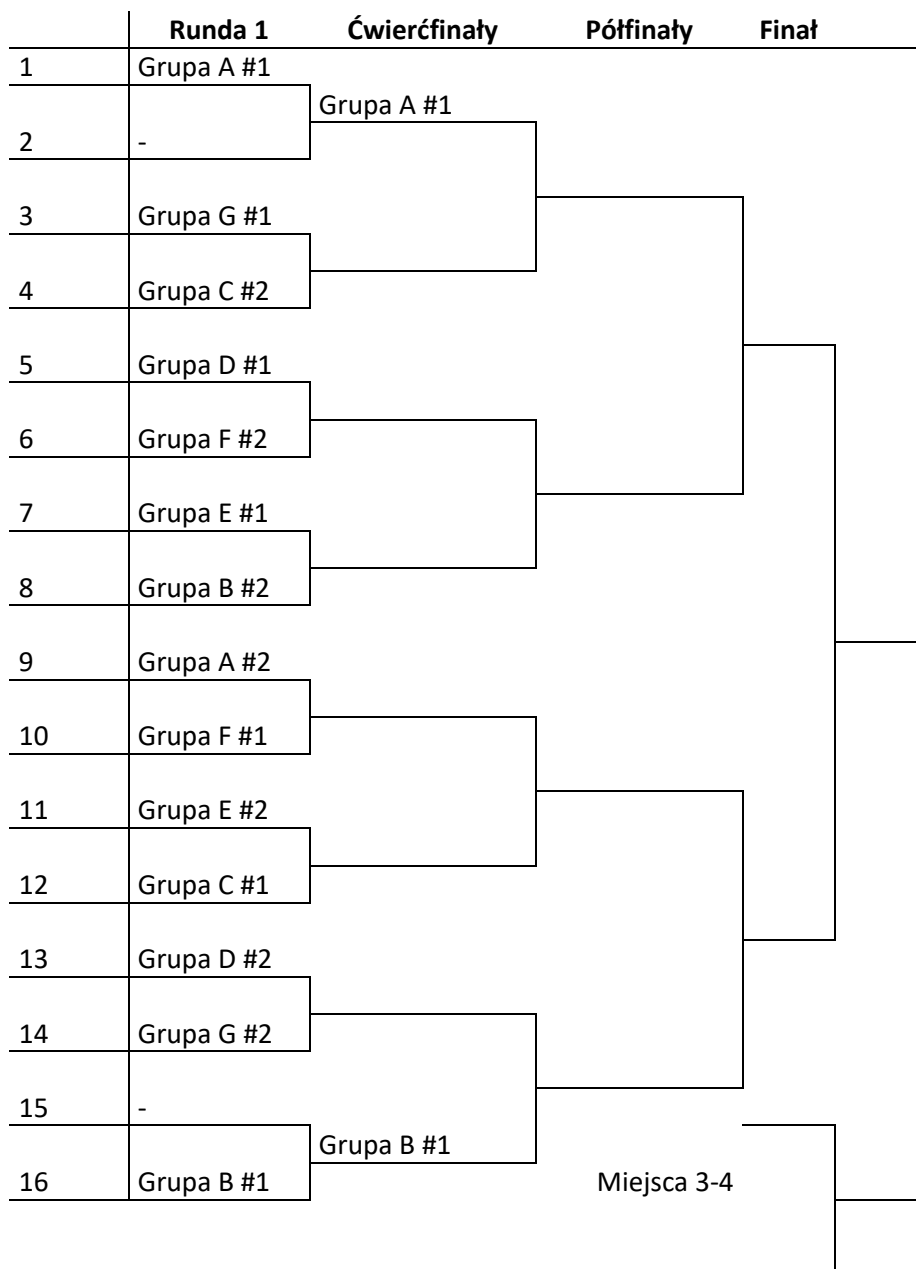 Runda 1 Ćwierćfinały Półfinały Finał
1 Grupa A #1
Grupa A #1
2 -
3 Grupa G #1
4 Grupa C #2
5 Grupa D #1
6 Grupa F #2
7 Grupa E #1
8 Grupa B #2
9 Grupa A #2
10 Grupa F #1
11 Grupa E #2
12 Grupa C #1
13 Grupa D #2
14 Grupa G #2
15 -
Grupa B #1
16 Grupa B #1 Miejsca 3-4